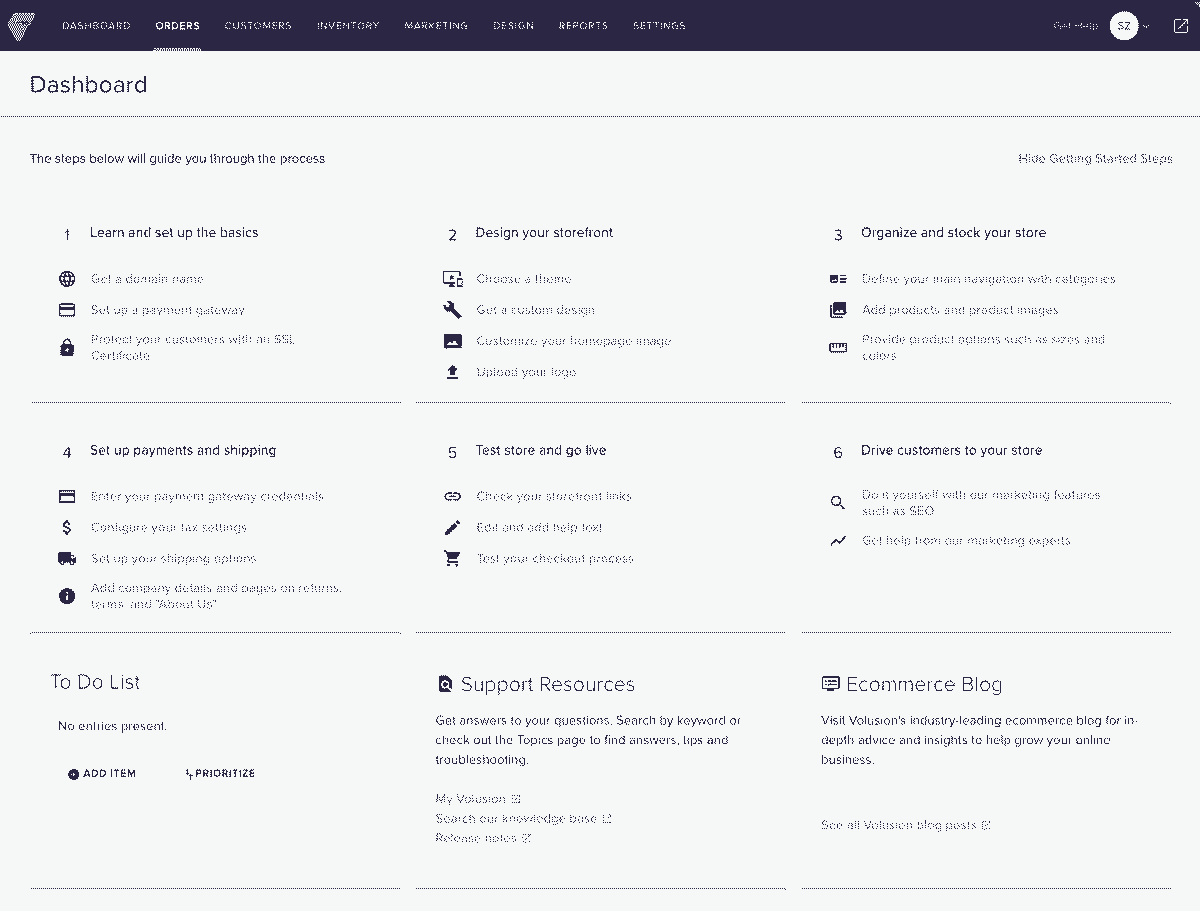 DASHBOARD ORDERS CUSTOMERS INVENTORY MARKETING DESIGN REPORTS SETTINGS Get Help SZ
Dashboard
The steps below will guide you through the process
Hide Getting Started Steps
1 Learn and set up the basics
Get a domain name
Set up a payment gateway
Protect your customers with an SSL
Certificate
2 Design your storefront
Choose a theme
Get a custom design
Customize your homepage image
Upload your logo
3 Organize and stock your store
Define your main navigation with categories
Add products and product images
Provide product options such as sizes and
colors
4 Set up payments and shipping
Enter your payment gateway credentials
Configure your tax settings
Set up your shipping options
Add company details and pages on returns,
terms, and "About Us"
5 Test store and go live
Check your storefront links
Edit and add help text
Test your checkout process
6 Drive customers to your store
Do it yourself with our marketing features
such as SEO
Get help from our marketing experts
To Do List
No entries present.
ADD ITEM PRIORITIZE
Support Resources
Get answers to your questions. Search by keyword or
check out the Topics page to find answers, tips and
troubleshooting.
My Volusion
Search our knowledge base
Release notes
Ecommerce Blog
Visit Volusion's industry-leading ecommerce blog for in-
depth advice and insights to help grow your online
business.
See all Volusion blog posts